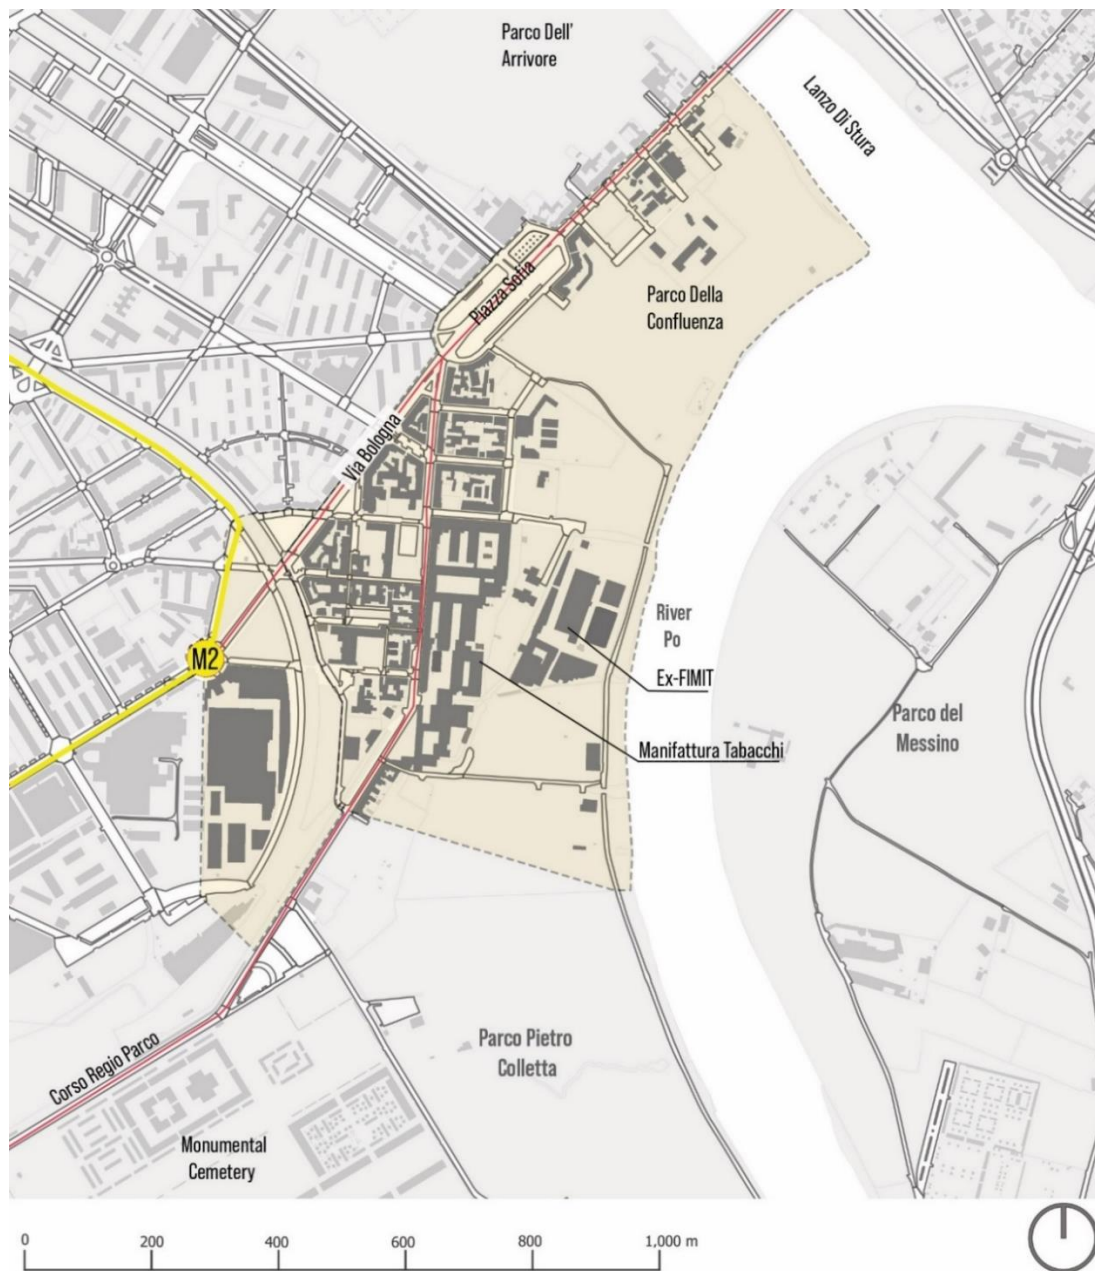 Parco Dell'
Arrivore
Lanzo Di Stura
Piazza Sofia
Parco Della
Confluenza
Via Bologna
River
Po
M2
Ex-FIMIT
Parco del
Messino
Manifattura Tabacchi
Parco Pietro
Colletta
Corso Regio Parco
Monumental
Cemetery
0 200 400 600 800 1,000 m